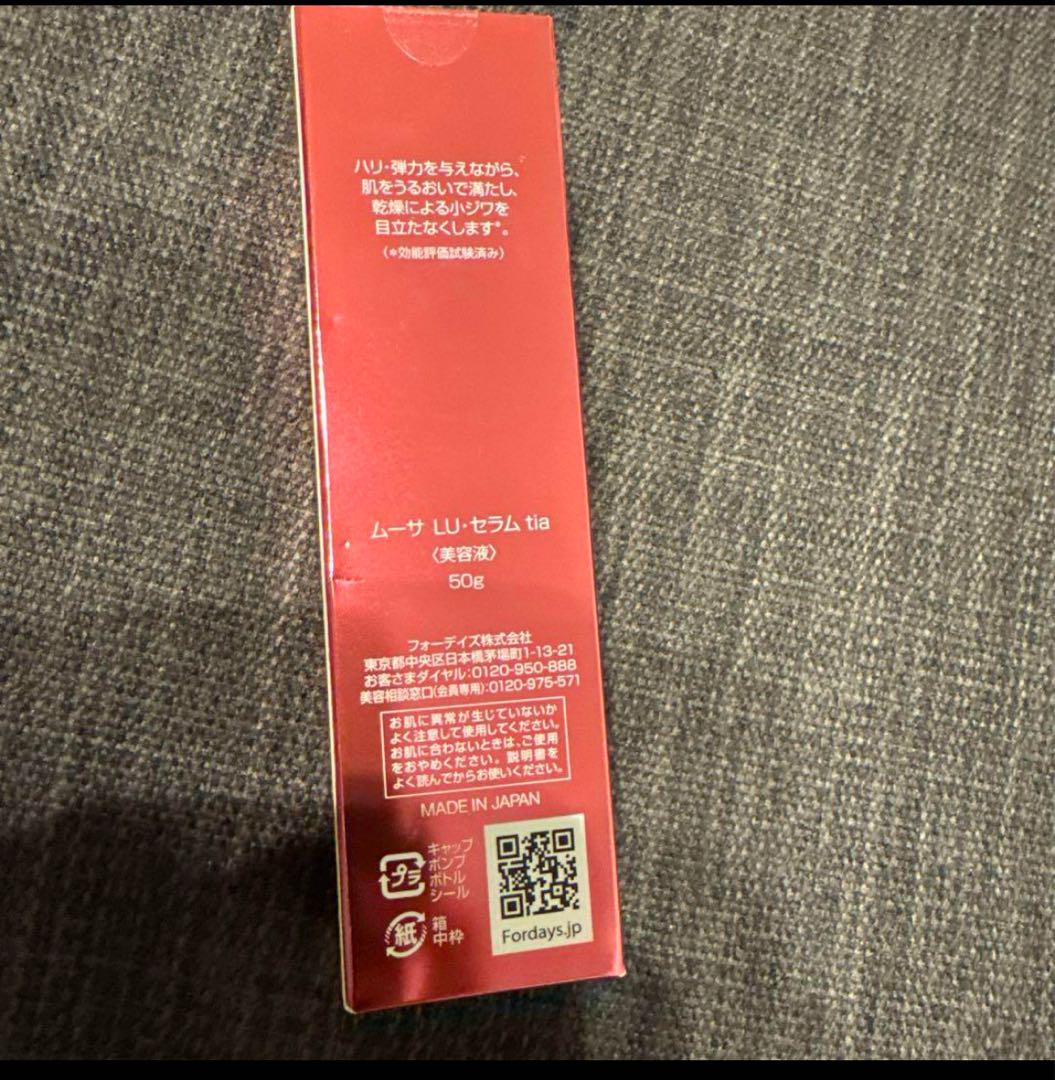 ハリ・弾力を与えながら、
肌をうるおいで満たし、
乾燥による小ジワを
目立たなくします*。
(*効能評価試験済み)
ムーサ LU・セラム tia
〈美容液〉
50g
フォーデイズ株式会社
東京都中央区日本橋茅場町1-13-21
お客さまダイヤル:0120-950-888
美容相談窓口(会員専用):0120-975-571
お肌に異常が生じていないか
よく注意して使用してください。
お肌に合わないときは、ご使用
をおやめください。説明書を
よく読んでからお使いください。
MADE IN JAPAN
プラ
キャップ
ポンプ
ボトル
シール
紙
箱
中枠
Fordays.jp